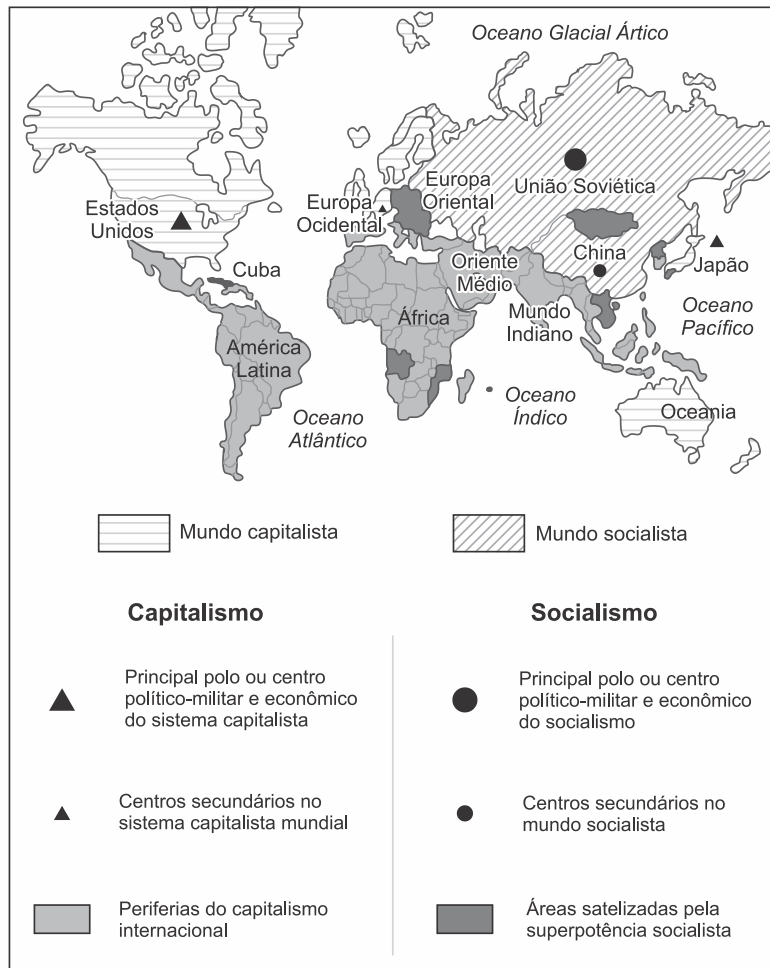 Oceano Glacial Ártico
Estados
Unidos
Europa
Ocidental
Europa
Oriental
União Soviética
China
Japão
Cuba
Oriente
Médio
Mundo
Indiano
Oceano
Pacífico
África
América
Latina
Oceano
Atlântico
Oceano
Índico
Oceania
Mundo capitalista
Mundo socialista
Capitalismo
Principal polo ou centro
político-militar e econômico
do sistema capitalista
Centros secundários no
sistema capitalista mundial
Periferias do capitalismo
internacional
Socialismo
Principal polo ou centro
político-militar e econômico
do socialismo
Centros secundários no
mundo socialista
Áreas satelizadas pela
superpotência socialista